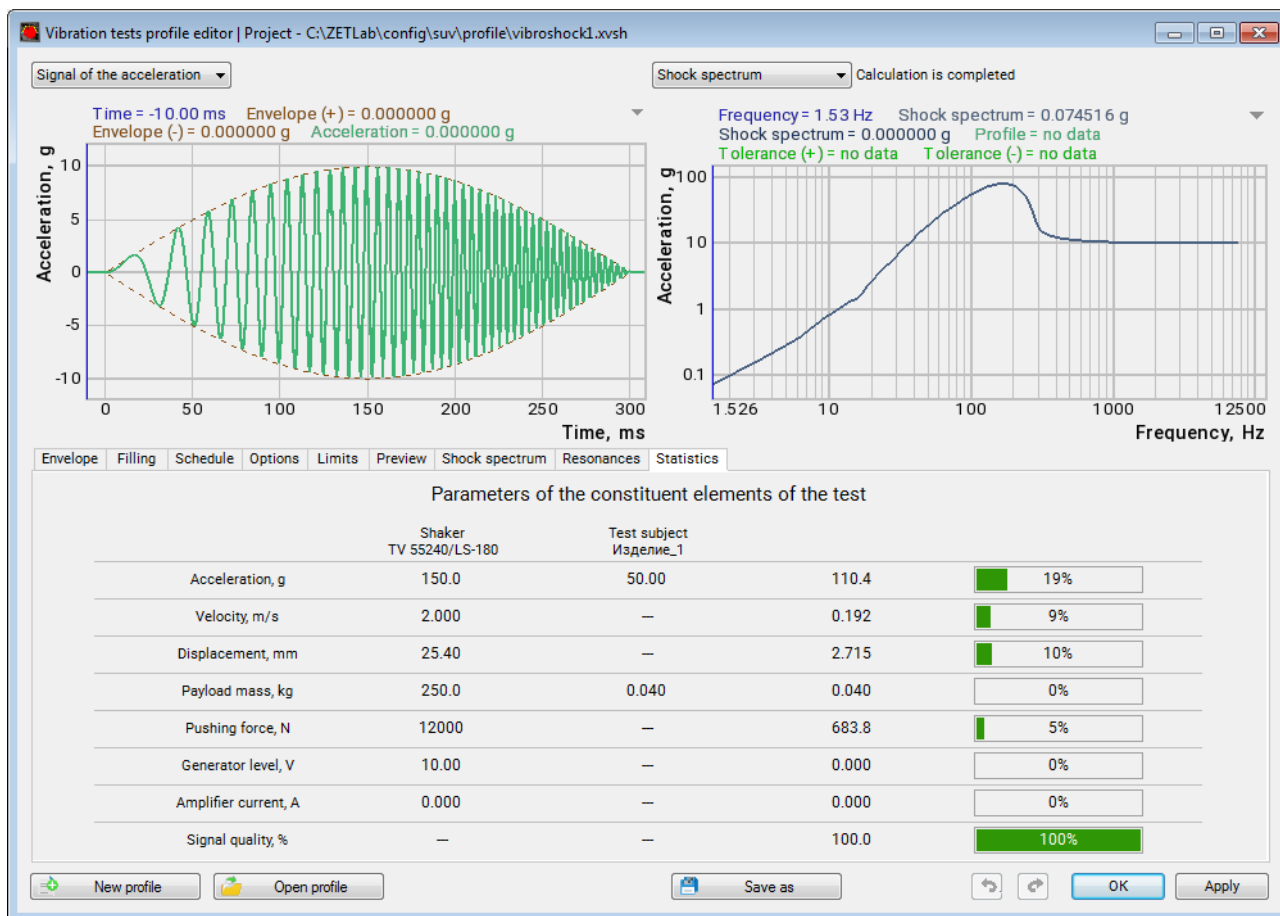 Vibration tests profile editor | Project - C:\ZETLab\config\suv\profile\vibroshock1.xvsh
Signal of the acceleration
Shock spectrum Calculation is completed
Time = -10.00 ms Envelope (+) = 0.000000 g
Envelope (-) = 0.000000 g Acceleration = 0.000000 g
Acceleration, g
10
5
0
-5
-10
0 50 100 150 200 250 300
Time, ms
Frequency = 1.53 Hz Shock spectrum = 0.074516 g
Shock spectrum = 0.000000 g Profile = no data
Tolerance (+) = no data Tolerance (-) = no data
Acceleration, g
100
10
1
0.1
1.526 10 100 1000 12500
Frequency, Hz
Envelope Filling Schedule Options Limits Preview Shock spectrum Resonances Statistics
Parameters of the constituent elements of the test
Shaker Test subject
TV 55240/LS-180 Изделие_1
Acceleration, g 150.0 50.00 110.4 19%
Velocity, m/s 2.000 --- 0.192 9%
Displacement, mm 25.40 --- 2.715 10%
Payload mass, kg 250.0 0.040 0.040 0%
Pushing force, N 12000 --- 683.8 5%
Generator level, V 10.00 --- 0.000 0%
Amplifier current, A 0.000 --- 0.000 0%
Signal quality, % --- --- 100.0 100%
New profile Open profile Save as OK Apply